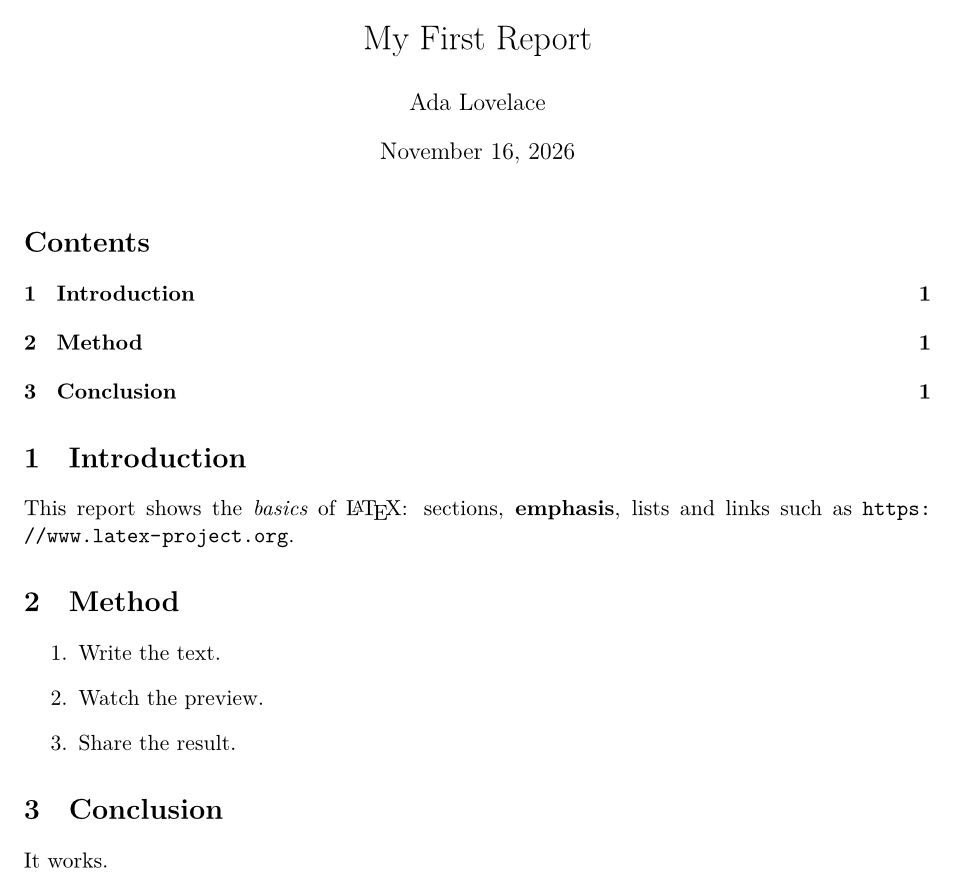 My First Report
Ada Lovelace
November 16, 2026
Contents
1 Introduction 1
2 Method 1
3 Conclusion 1
1 Introduction
This report shows the basics of LATEX: sections, emphasis, lists and links such as https:
//www.latex-project.org.
2 Method
1. Write the text.
2. Watch the preview.
3. Share the result.
3 Conclusion
It works.